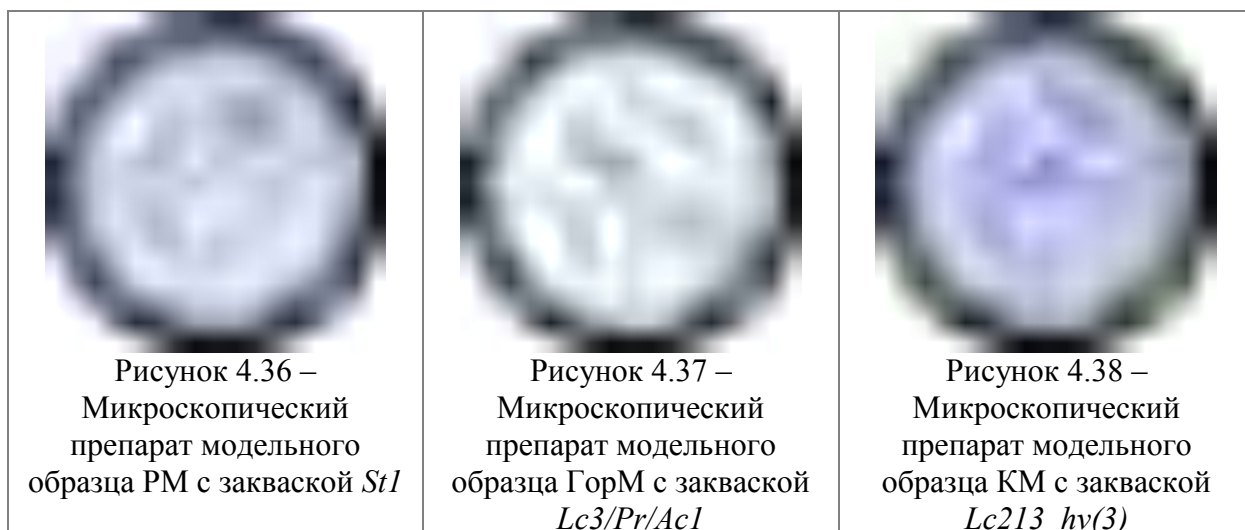 Рисунок 4.36 –
Микроскопический
препарат модельного
образца РМ с закваской St1
Рисунок 4.37 –
Микроскопический
препарат модельного
образца ГорМ с закваской
Lc3/Pr/Ac1
Рисунок 4.38 –
Микроскопический
препарат модельного
образца КМ с закваской
Lc213_hv(3)